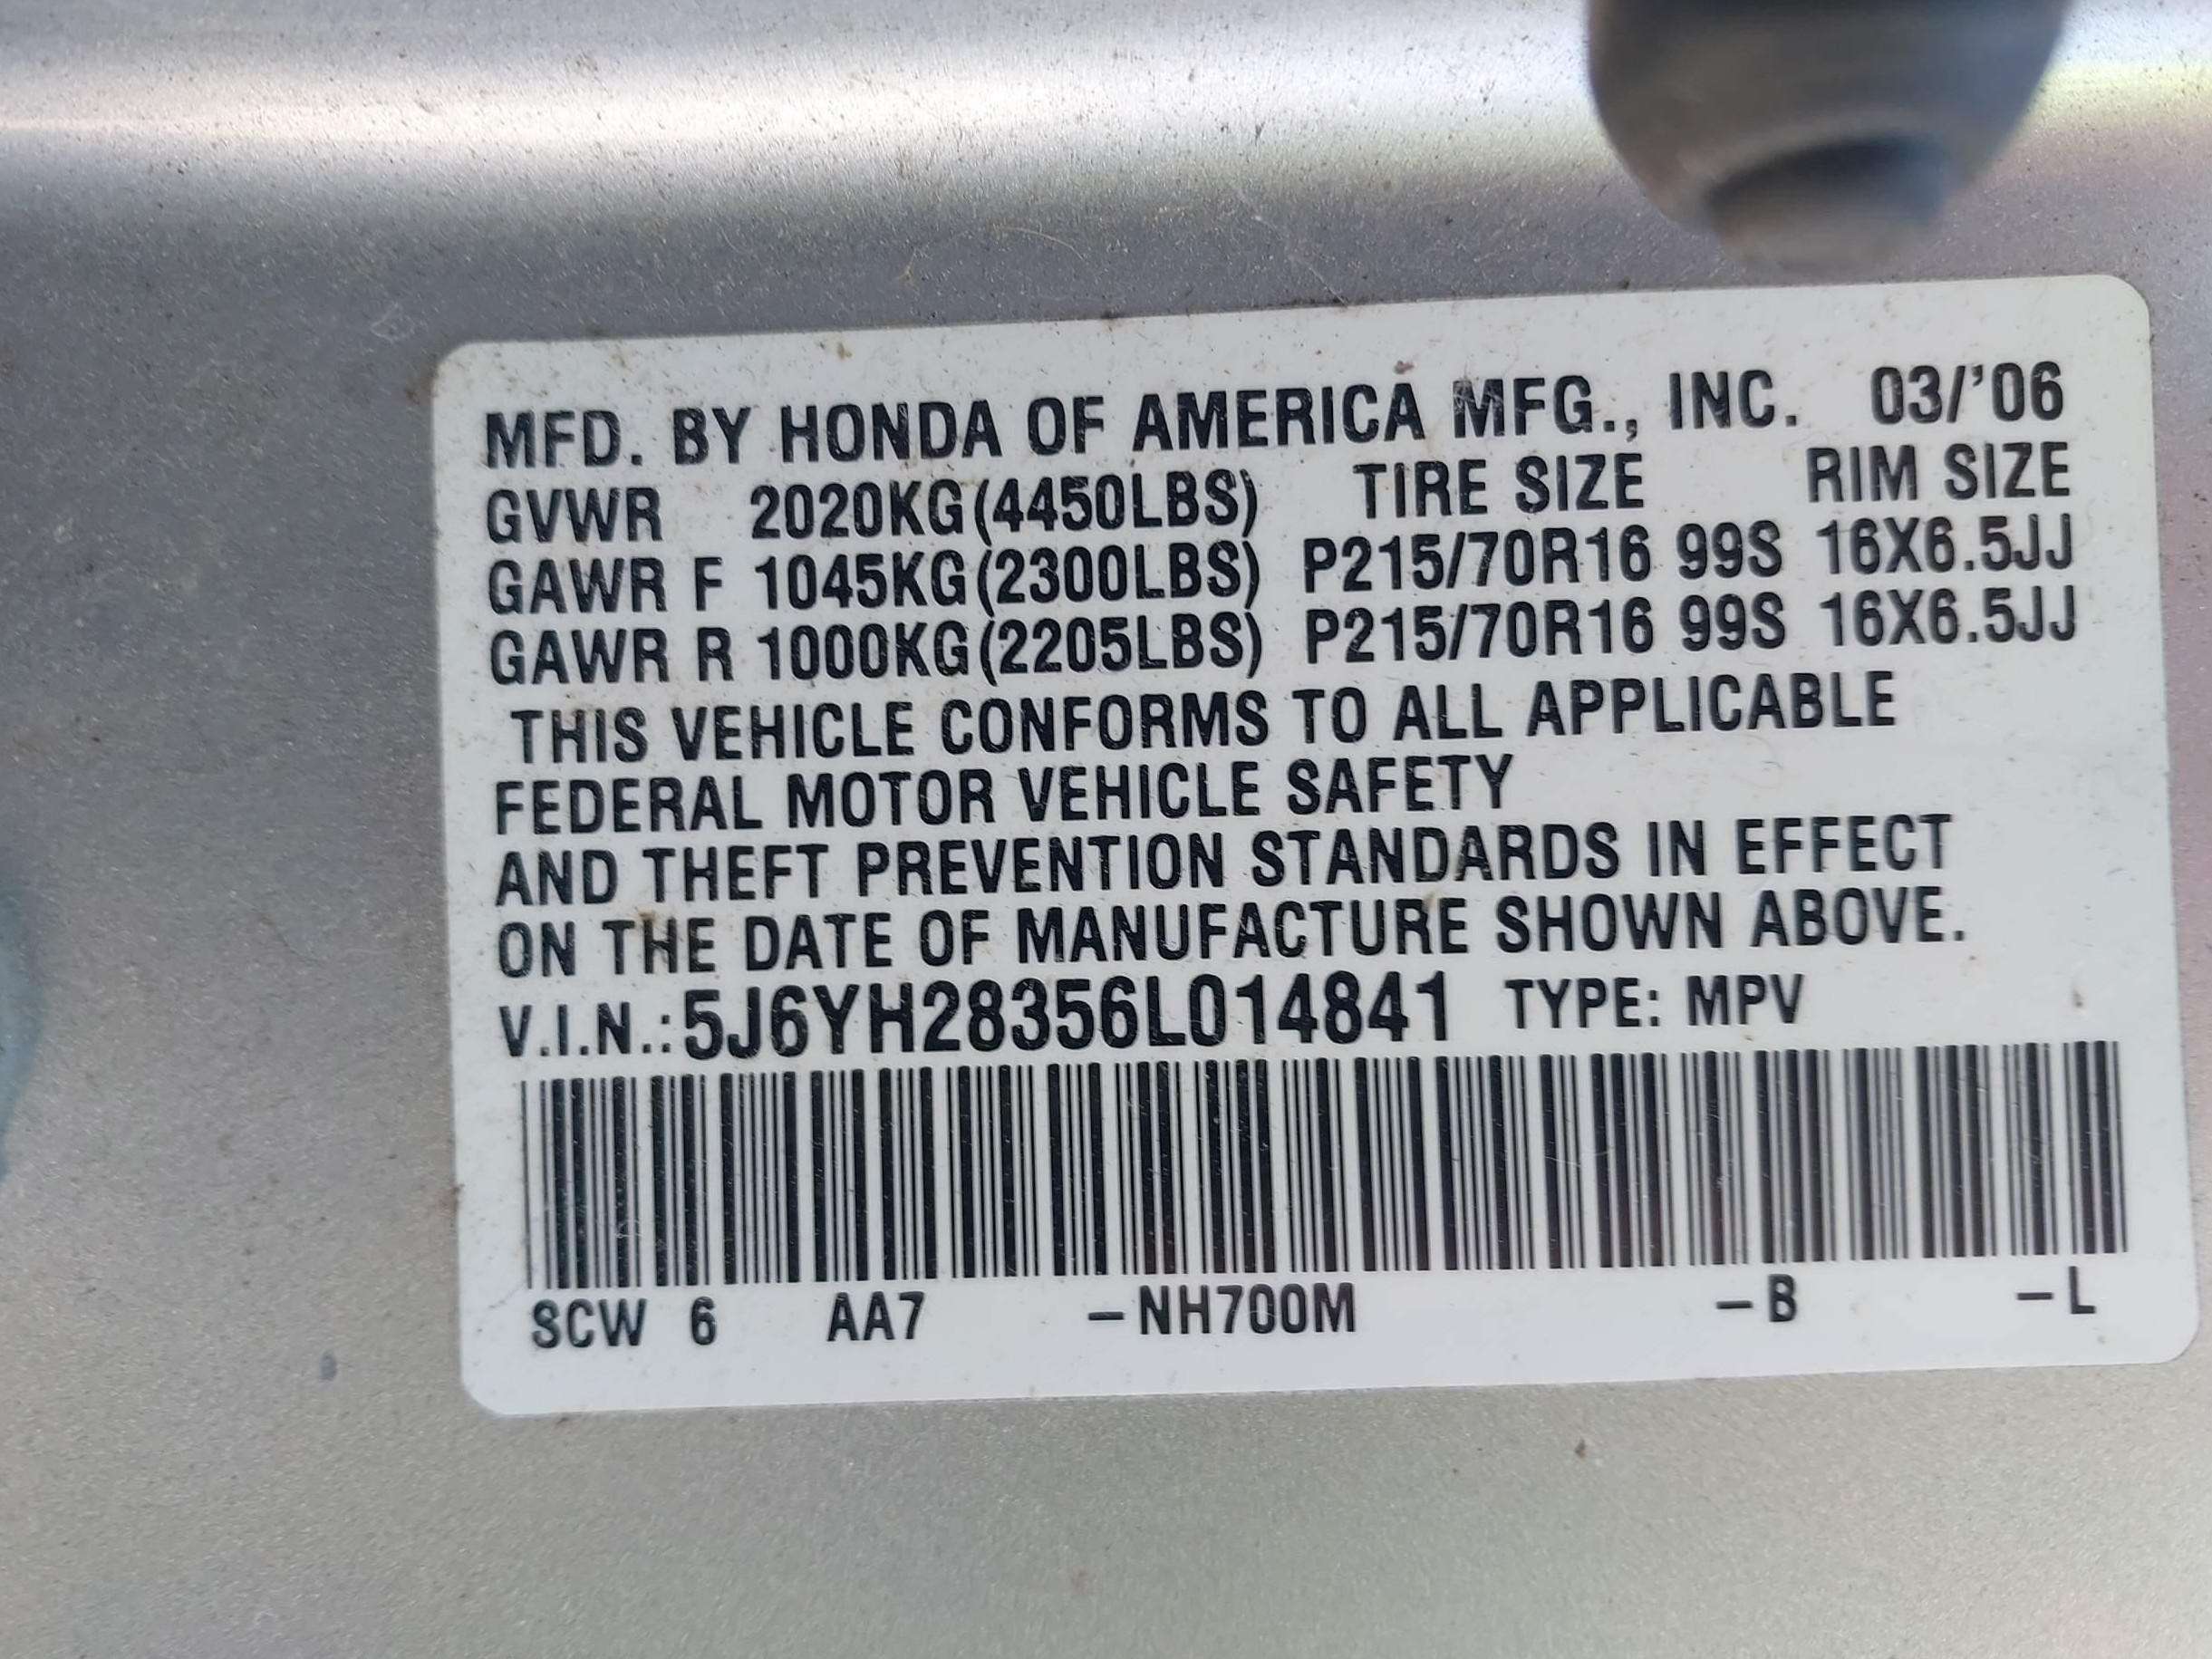 MFD. BY HONDA OF AMERICA MFG., INC. 03/'06
GVWR 2020KG(4450LBS) TIRE SIZE RIM SIZE
GAWR F 1045KG(2300LBS) P215/70R16 99S 16X6.5JJ
GAWR R 1000KG(2205LBS) P215/70R16 99S 16X6.5JJ
THIS VEHICLE CONFORMS TO ALL APPLICABLE
FEDERAL MOTOR VEHICLE SAFETY
AND THEFT PREVENTION STANDARDS IN EFFECT
ON THE DATE OF MANUFACTURE SHOWN ABOVE.
V.I.N.:5J6YH28356L014841 TYPE: MPV
SCW 6 AA7 –NH700M –B –L